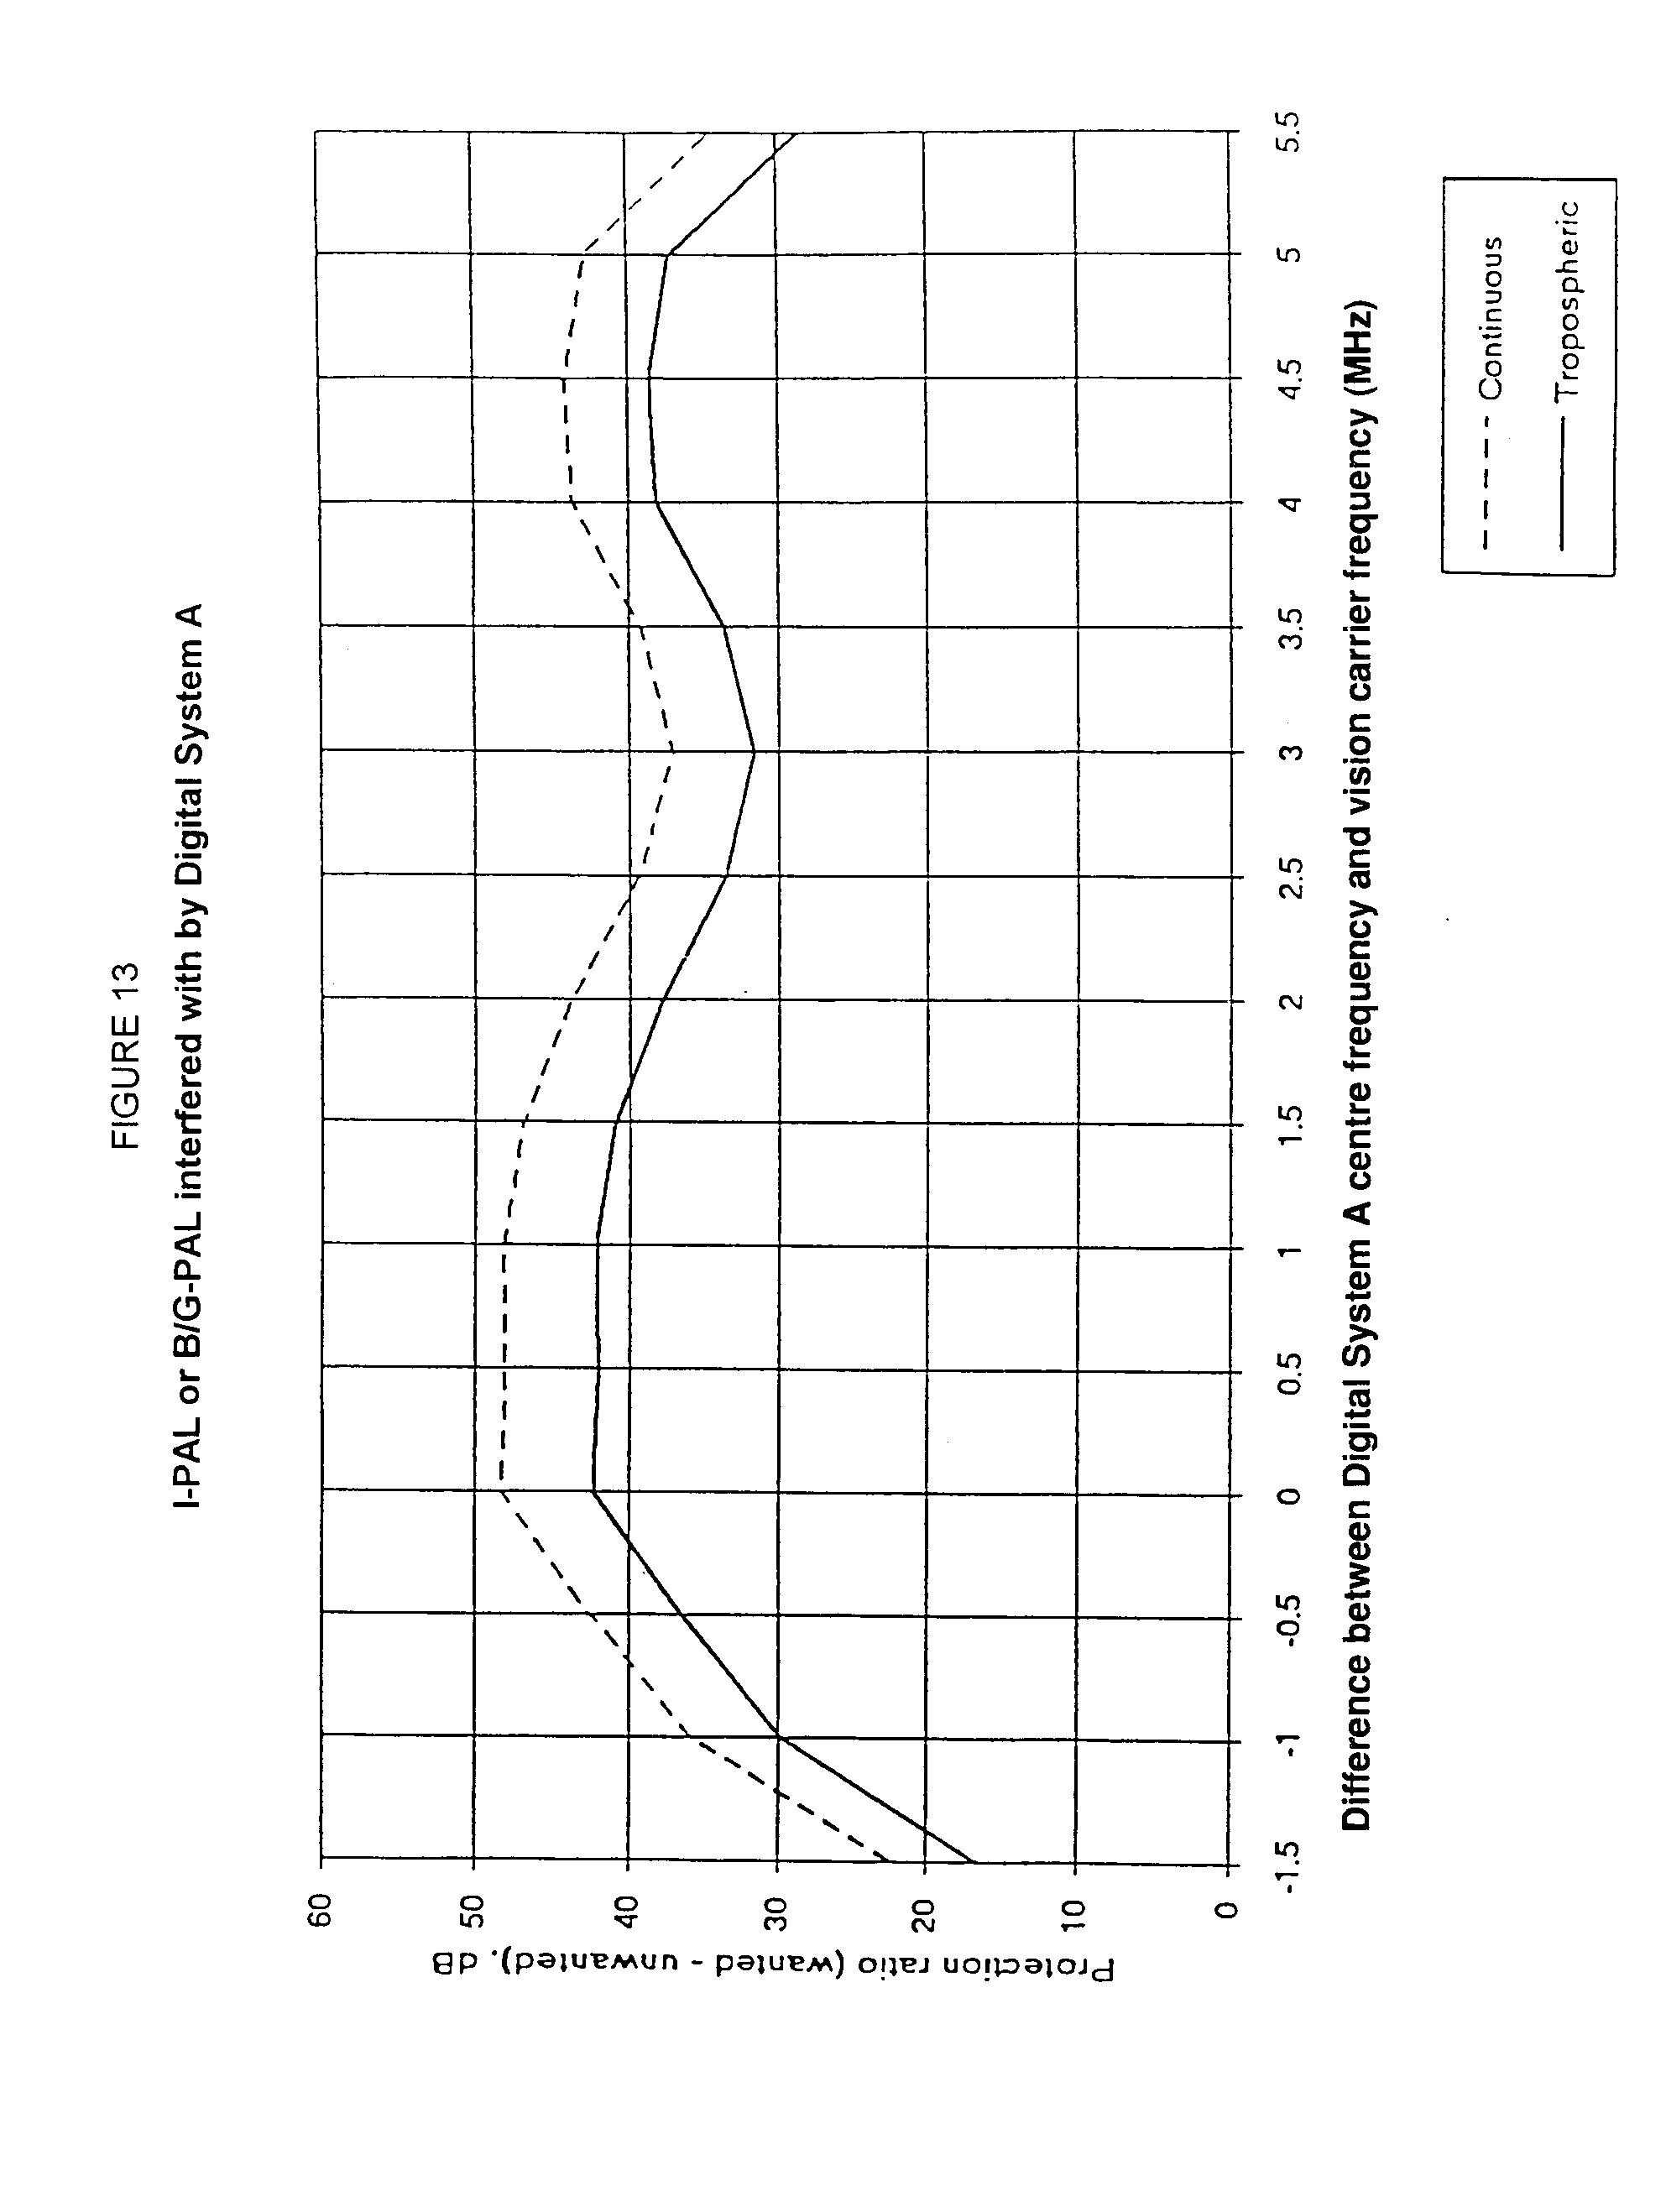 FIGURE 13
I-PAL or B/G-PAL interfered with by Digital System A
Protection ratio (wanted - unwanted). dB
60
50
40
30
20
10
0
-1.5 -1 -0.5 0 0.5 1 1.5 2 2.5 3 3.5 4 4.5 5 5.5
Difference between Digital System A centre frequency and vision carrier frequency (MHz)
Continuous
Tropospheric